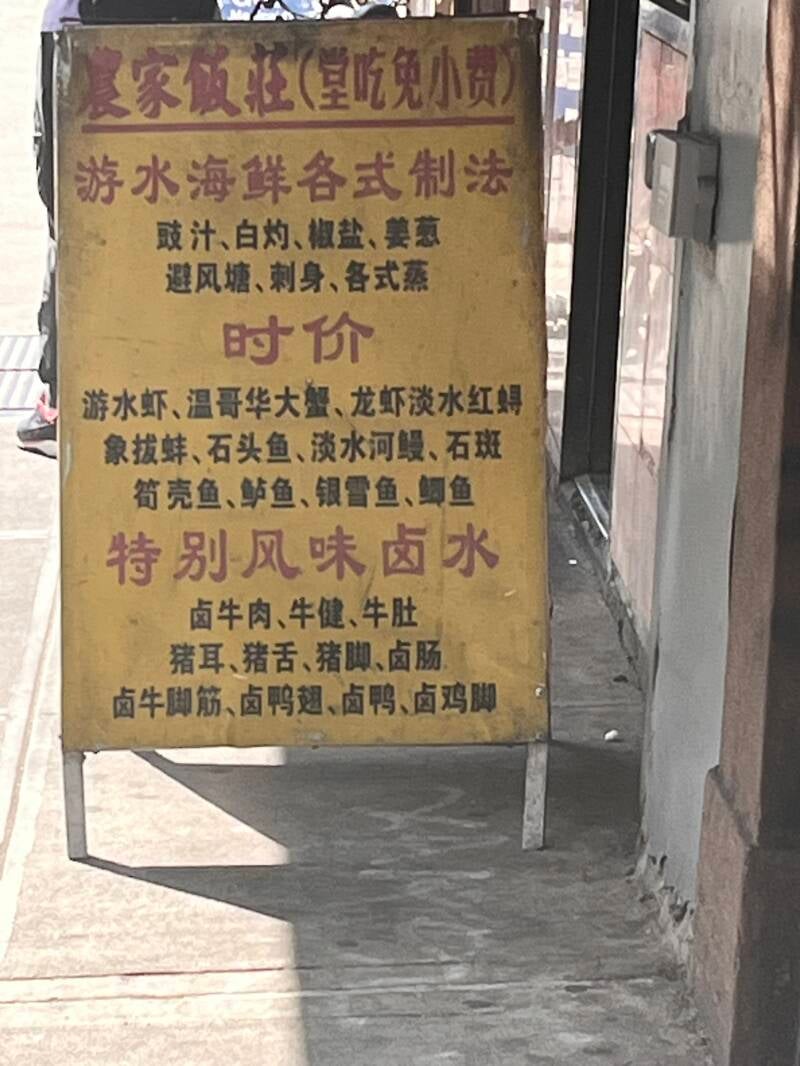 農家飯莊(堂吃免小费)
游水海鲜各式制法
豉汁、白灼、椒盐、姜葱
避风塘、刺身、各式蒸
时价
游水虾、温哥华大蟹、龙虾淡水红蟳
象拔蚌、石头鱼、淡水河鳗、石斑
筍壳鱼、鲈鱼、银雪鱼、鲫鱼
特别风味卤水
卤牛肉、牛健、牛肚
猪耳、猪舌、猪脚、卤肠
卤牛脚筋、卤鸭翅、卤鸭、卤鸡脚